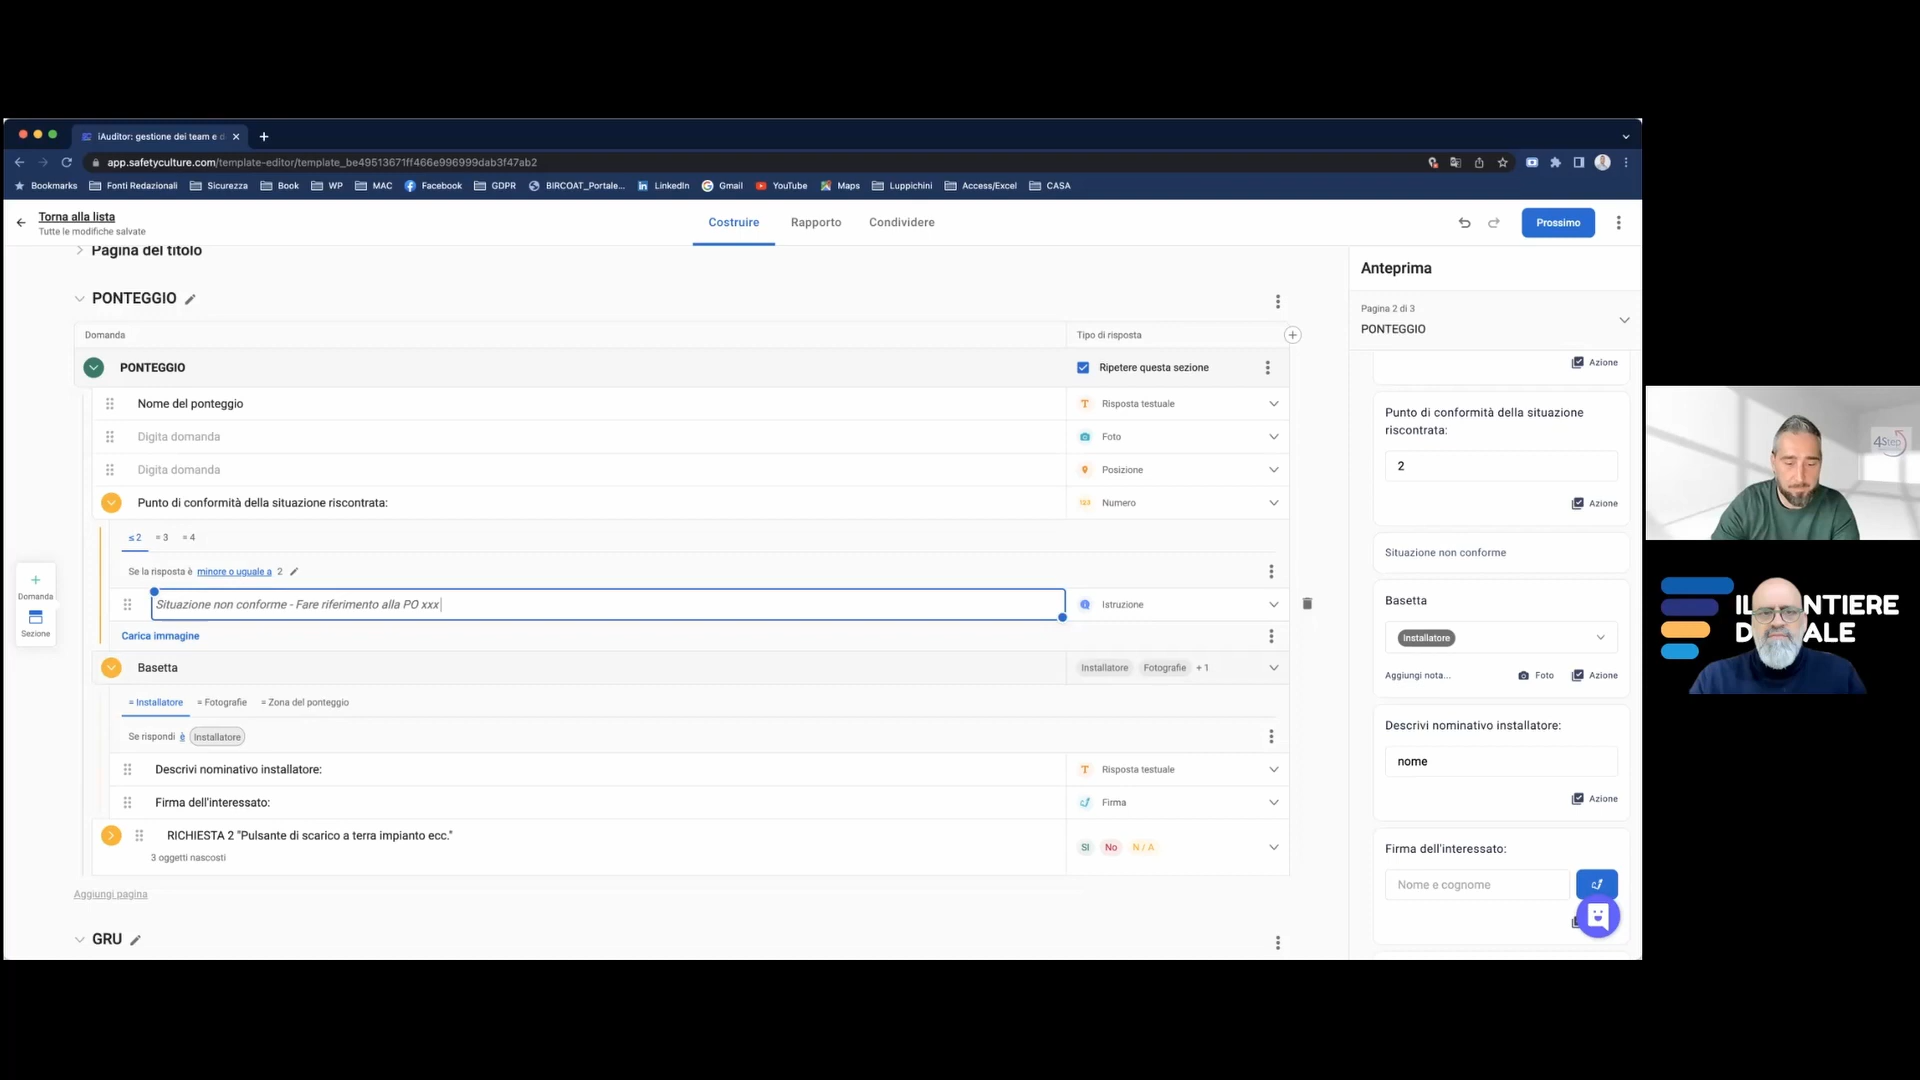 iAuditor: gestione dei team e d
app.safetyculture.com/template-editor/template_be49513671ff466e996999dab3f47ab2
Bookmarks Fonti Redazionali Sicurezza Book WP MAC Facebook GDPR BIRCOAT_Portale... LinkedIn Gmail YouTube Maps Luppichini Access/Excel CASA
Torna alla lista
Tutte le modifiche salvate
Costruire Rapporto Condividere
Prossimo
Pagina del titolo
PONTEGGIO
Domanda Tipo di risposta
PONTEGGIO Ripetere questa sezione
Nome del ponteggio Risposta testuale
Digita domanda Foto
Digita domanda Posizione
Punto di conformità della situazione riscontrata: 123 Numero
≤ 2 = 3 = 4
Se la risposta è minore o uguale a 2
Situazione non conforme - Fare riferimento alla PO xxx Istruzione
Carica immagine
Basetta Installatore Fotografie + 1
= Installatore = Fotografie = Zona del ponteggio
Se rispondi è Installatore
Descrivi nominativo installatore: Risposta testuale
Firma dell'interessato: Firma
RICHIESTA 2 "Pulsante di scarico a terra impianto ecc."
3 oggetti nascosti
SI No N / A
Aggiungi pagina
GRU
Domanda
Sezione
Anteprima
Pagina 2 di 3
PONTEGGIO
Azione
Punto di conformità della situazione
riscontrata:
2
Azione
Situazione non conforme
Basetta
Installatore
Aggiungi nota... Foto Azione
Descrivi nominativo installatore:
nome
Azione
Firma dell'interessato:
Nome e cognome
4Step